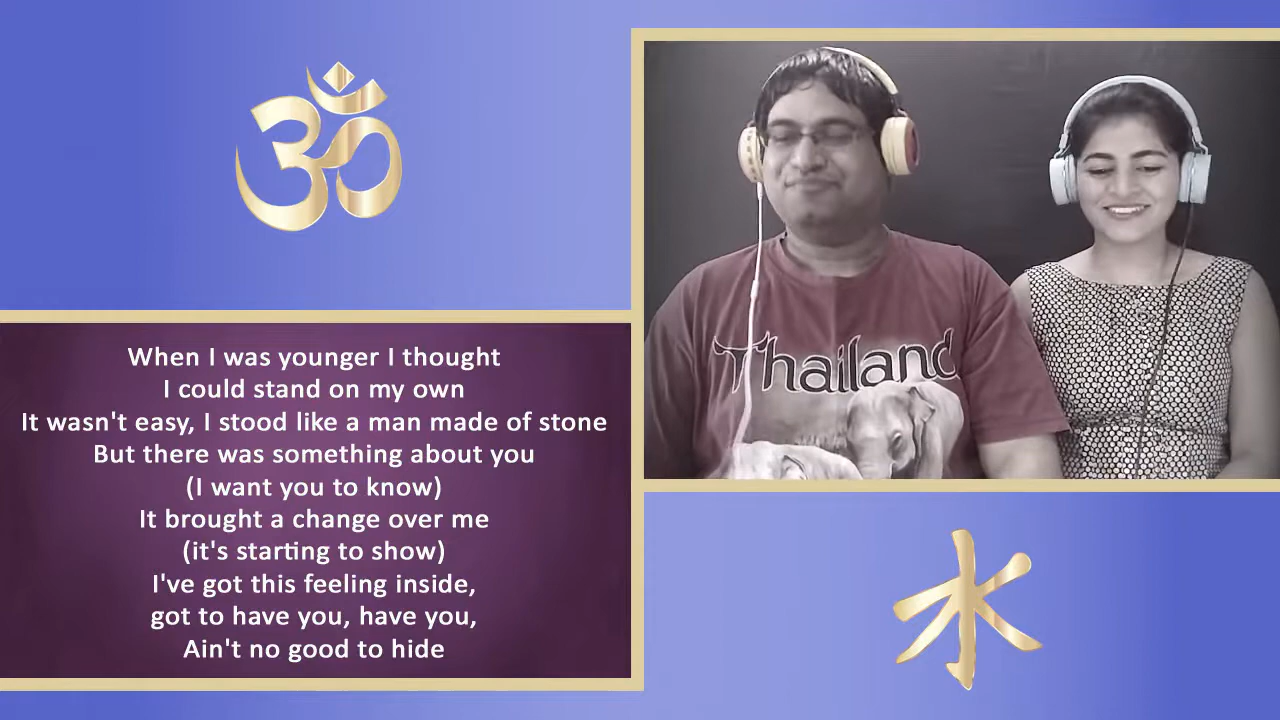 ॐ
When I was younger I thought
I could stand on my own
It wasn't easy, I stood like a man made of stone
But there was something about you
(I want you to know)
It brought a change over me
(it's starting to show)
I've got this feeling inside,
got to have you, have you,
Ain't no good to hide
Thailand
水